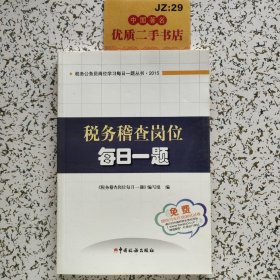 JZ:29
中国著名
优质二手书店
税务公务员岗位学习每日一题丛书·2015
税务稽查岗位
每日一题
《税务稽查岗位每日一题》编写组 编
免费
中国税务出版社